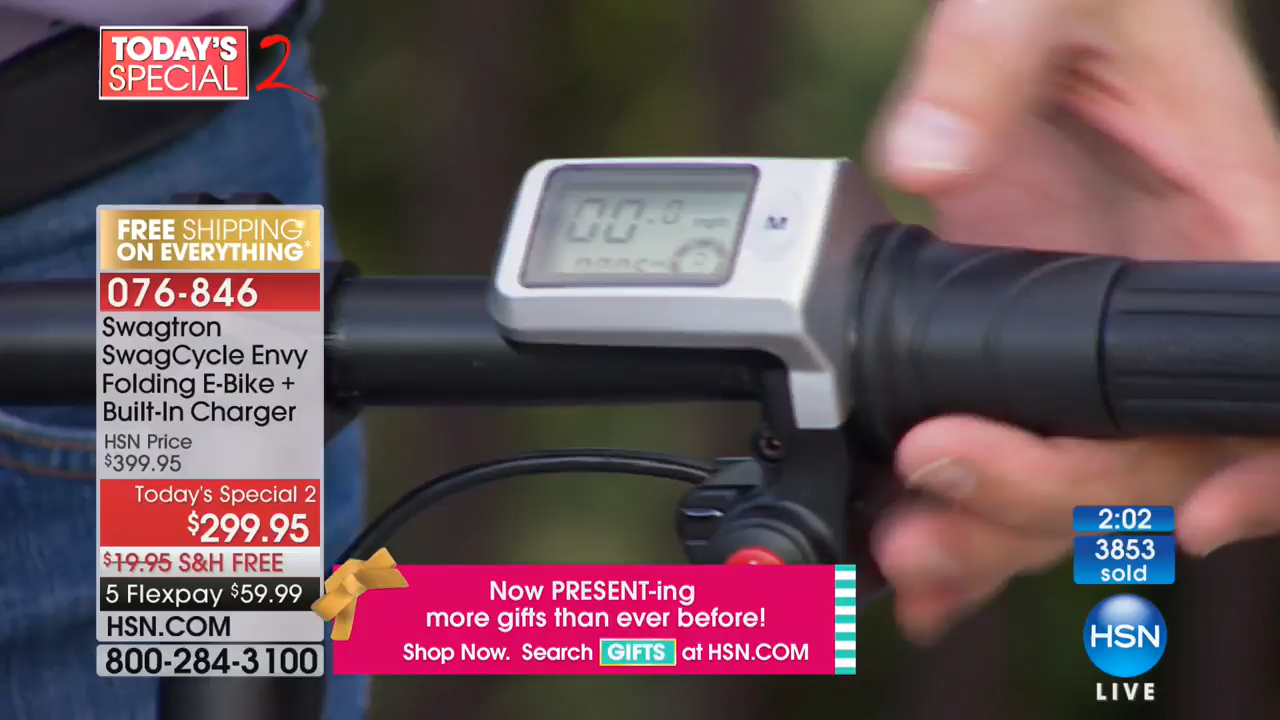 TODAY'S
SPECIAL 2
FREE SHIPPING
ON EVERYTHING*
076-846
Swagtron
SwagCycle Envy
Folding E-Bike +
Built-In Charger
HSN Price
$399.95
Today's Special 2
$299.95
$19.95 S&H FREE
5 Flexpay $59.99
HSN.COM
800-284-3100
00.0 mph
M
Now PRESENT-ing
more gifts than ever before!
Shop Now. Search GIFTS at HSN.COM
2:02
3853
sold
HSN
LIVE